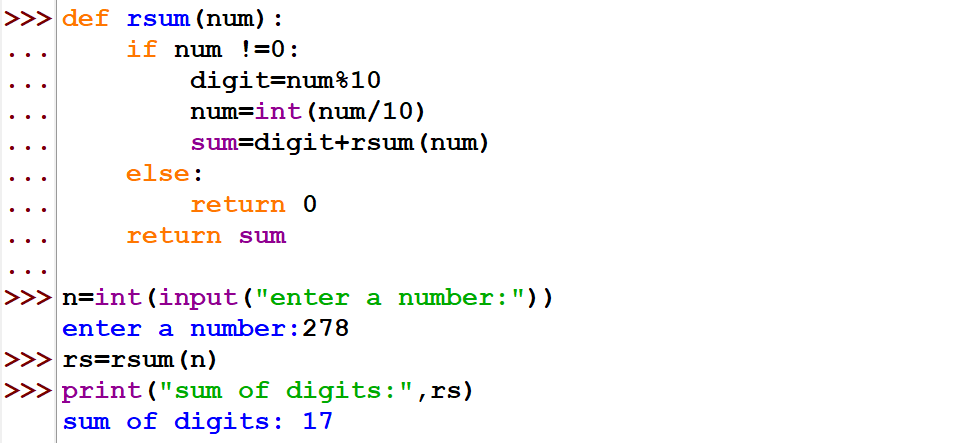 >>> def rsum(num):
...     if num !=0:
...         digit=num%10
...         num=int(num/10)
...         sum=digit+rsum(num)
...     else:
...         return 0
...     return sum
...
>>> n=int(input("enter a number:"))
enter a number:278
>>> rs=rsum(n)
>>> print("sum of digits:",rs)
sum of digits: 17